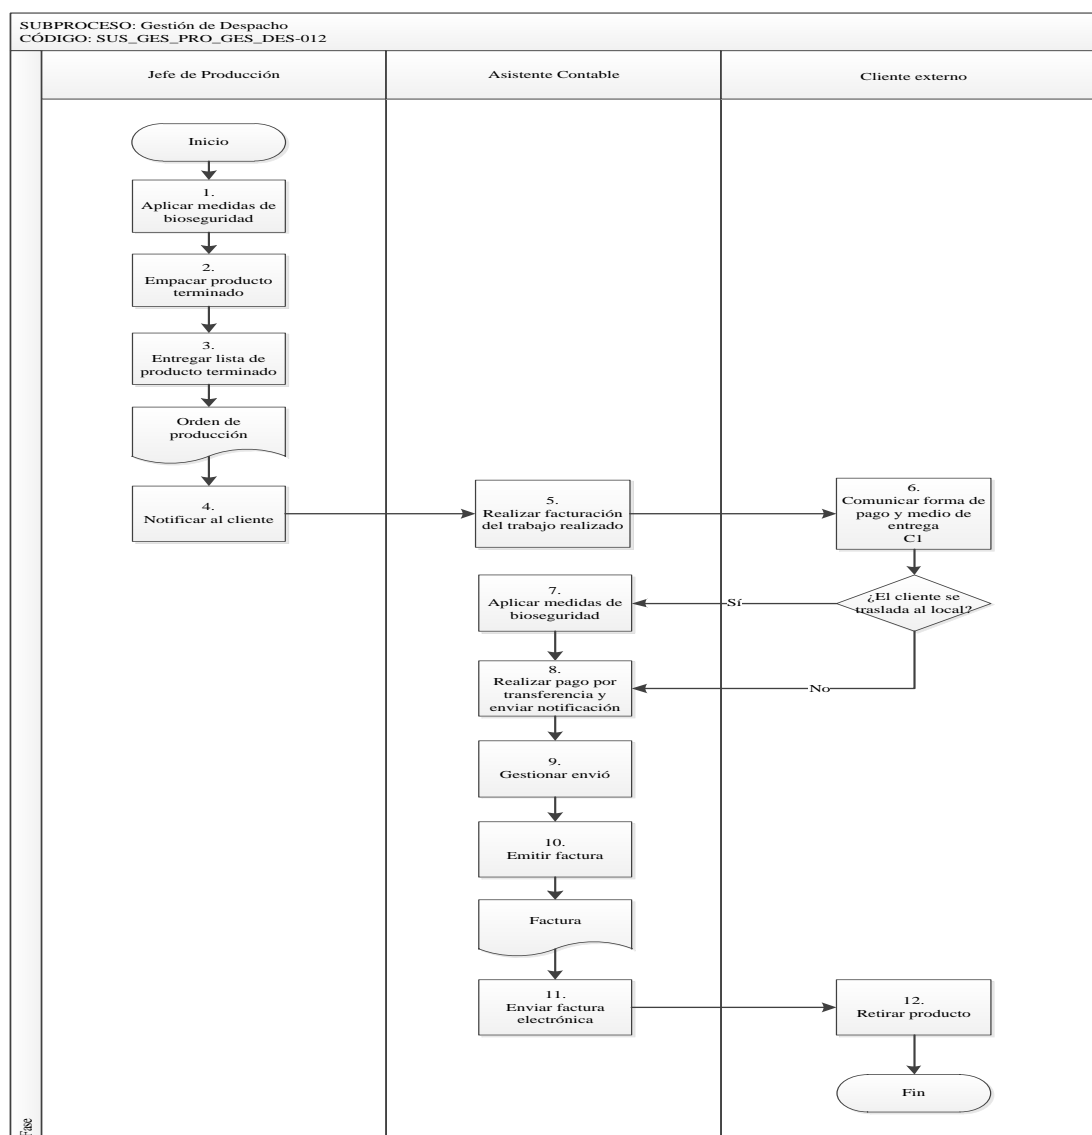 SUBPROCESO: Gestión de Despacho
CÓDIGO: SUS_GES_PRO_GES_DES-012
Jefe de Producción
Asistente Contable
Cliente externo
Inicio
1.
Aplicar medidas de
bioseguridad
2.
Empacar producto
terminado
3.
Entregar lista de
producto terminado
Orden de
producción
4.
Notificar al cliente
5.
Realizar facturación
del trabajo realizado
6.
Comunicar forma de
pago y medio de
entrega
C1
¿El cliente se
traslada al local?
Sí
No
7.
Aplicar medidas de
bioseguridad
8.
Realizar pago por
transferencia y
enviar notificación
9.
Gestionar envió
10.
Emitir factura
Factura
11.
Enviar factura
electrónica
12.
Retirar producto
Fin
Fase